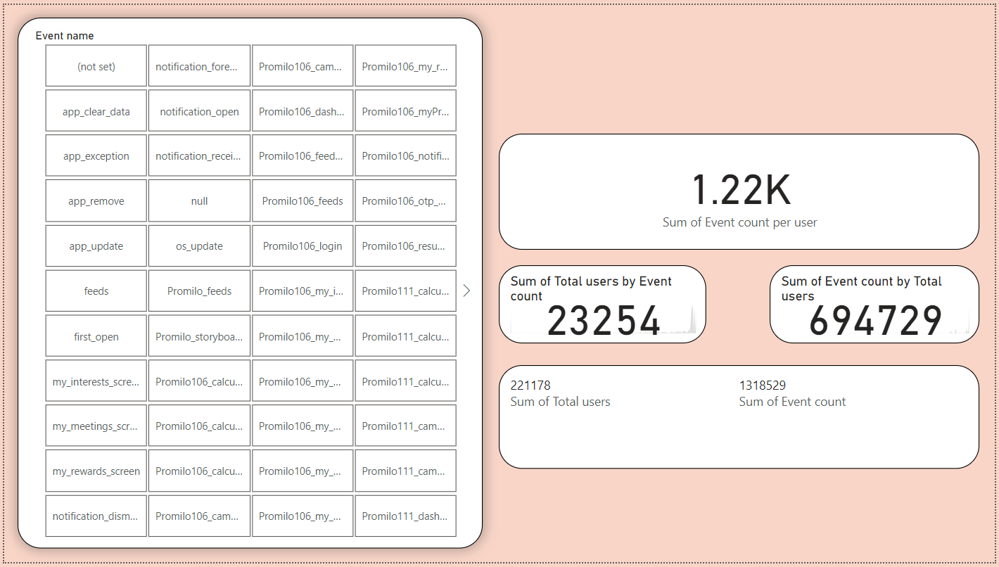 Event name
(not set) notification_fore... Promilo106_cam... Promilo106_my_r...
app_clear_data notification_open Promilo106_dash... Promilo106_myPr...
app_exception notification_recei... Promilo106_feed... Promilo106_notifi...
app_remove null Promilo106_feeds Promilo106_otp_...
app_update os_update Promilo106_login Promilo106_resu...
feeds Promilo_feeds Promilo106_my_i... Promilo111_calcu...
first_open Promilo_storyboa... Promilo106_my_... Promilo111_calcu...
my_interests_scre... Promilo106_calcu... Promilo106_my_... Promilo111_calcu...
my_meetings_scr... Promilo106_calcu... Promilo106_my_... Promilo111_cam...
my_rewards_screen Promilo106_calcu... Promilo106_my_... Promilo111_cam...
notification_dism... Promilo106_cam... Promilo106_my_... Promilo111_dash...
1.22K
Sum of Event count per user
Sum of Total users by Event
count
23254
Sum of Event count by Total
users
694729
221178
Sum of Total users
1318529
Sum of Event count